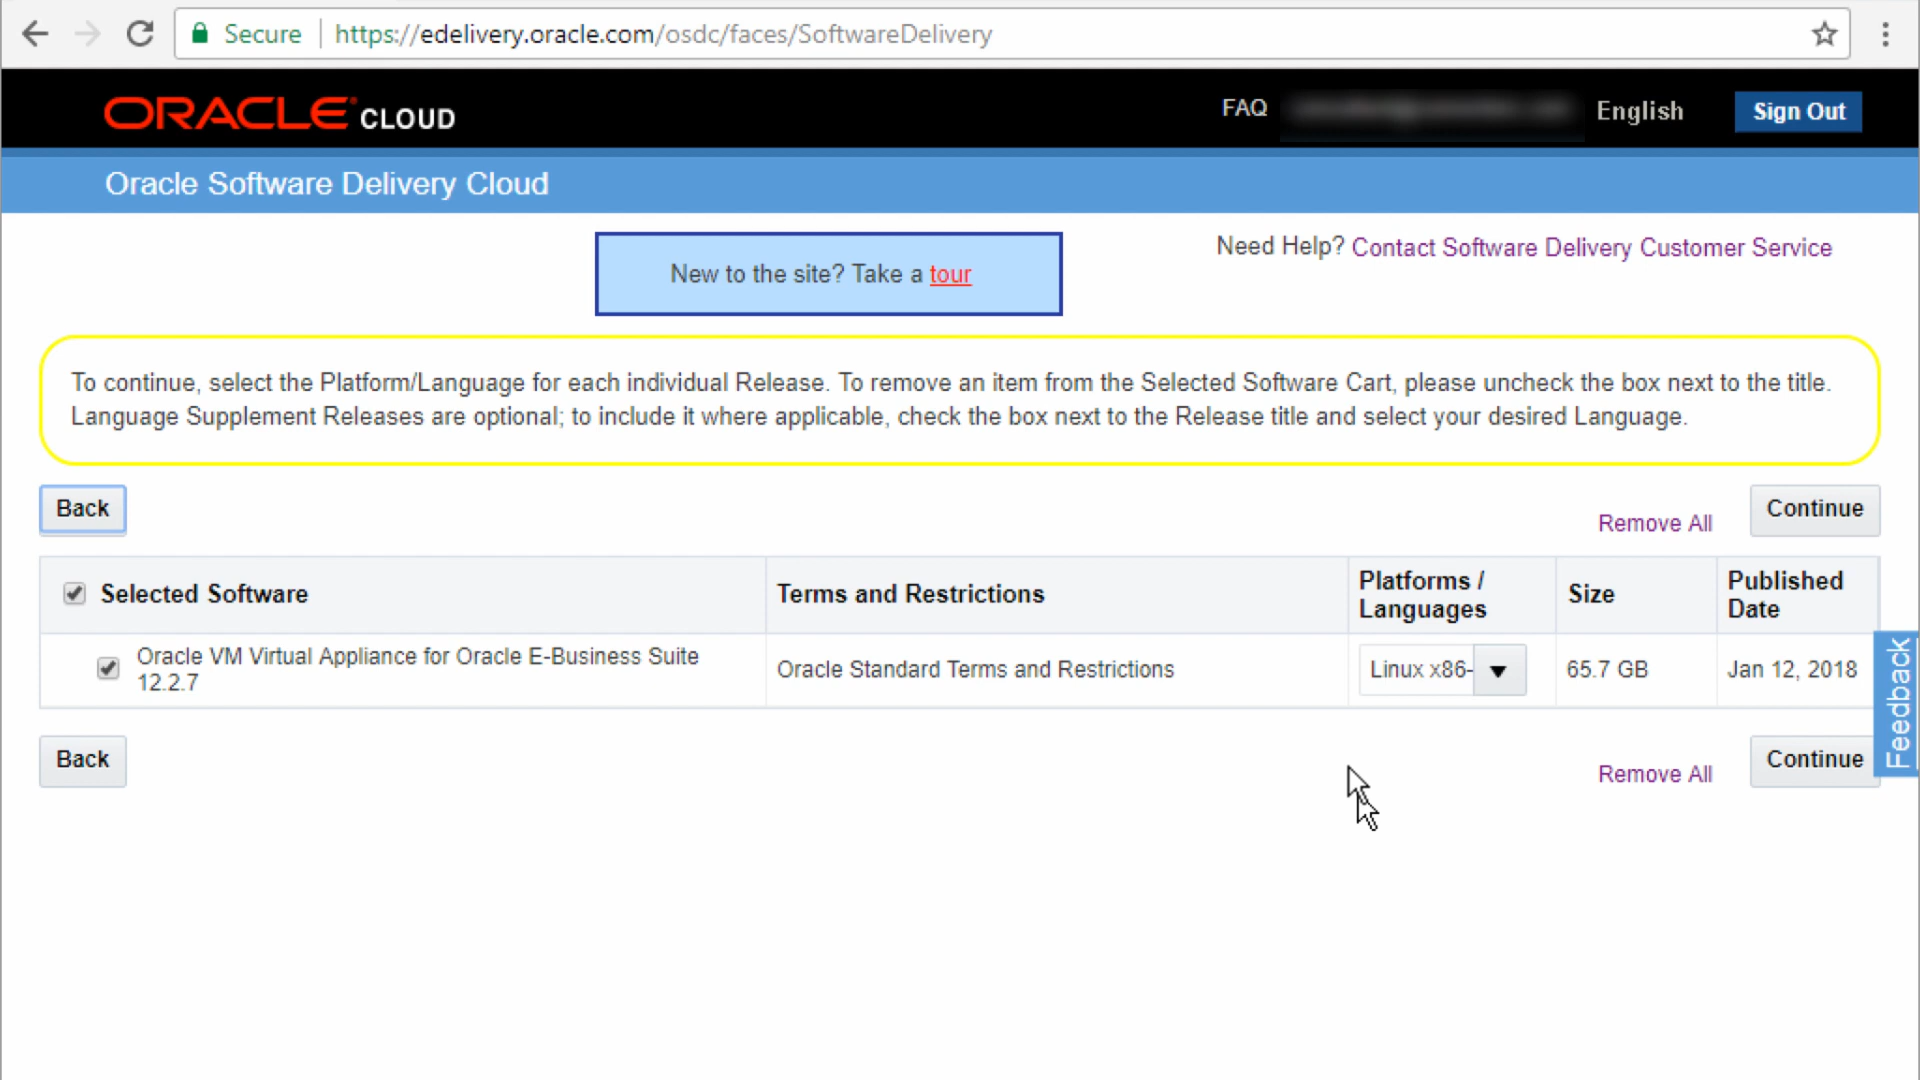 Secure https://edelivery.oracle.com/osdc/faces/SoftwareDelivery
ORACLE CLOUD
FAQ
English
Sign Out
Oracle Software Delivery Cloud
New to the site? Take a tour
Need Help? Contact Software Delivery Customer Service
To continue, select the Platform/Language for each individual Release. To remove an item from the Selected Software Cart, please uncheck the box next to the title.
Language Supplement Releases are optional; to include it where applicable, check the box next to the Release title and select your desired Language.
Back
Remove All
Continue
Selected Software
Terms and Restrictions
Platforms /
Languages
Size
Published
Date
Oracle VM Virtual Appliance for Oracle E-Business Suite
12.2.7
Oracle Standard Terms and Restrictions
Linux x86-
65.7 GB
Jan 12, 2018
Feedback
Back
Remove All
Continue